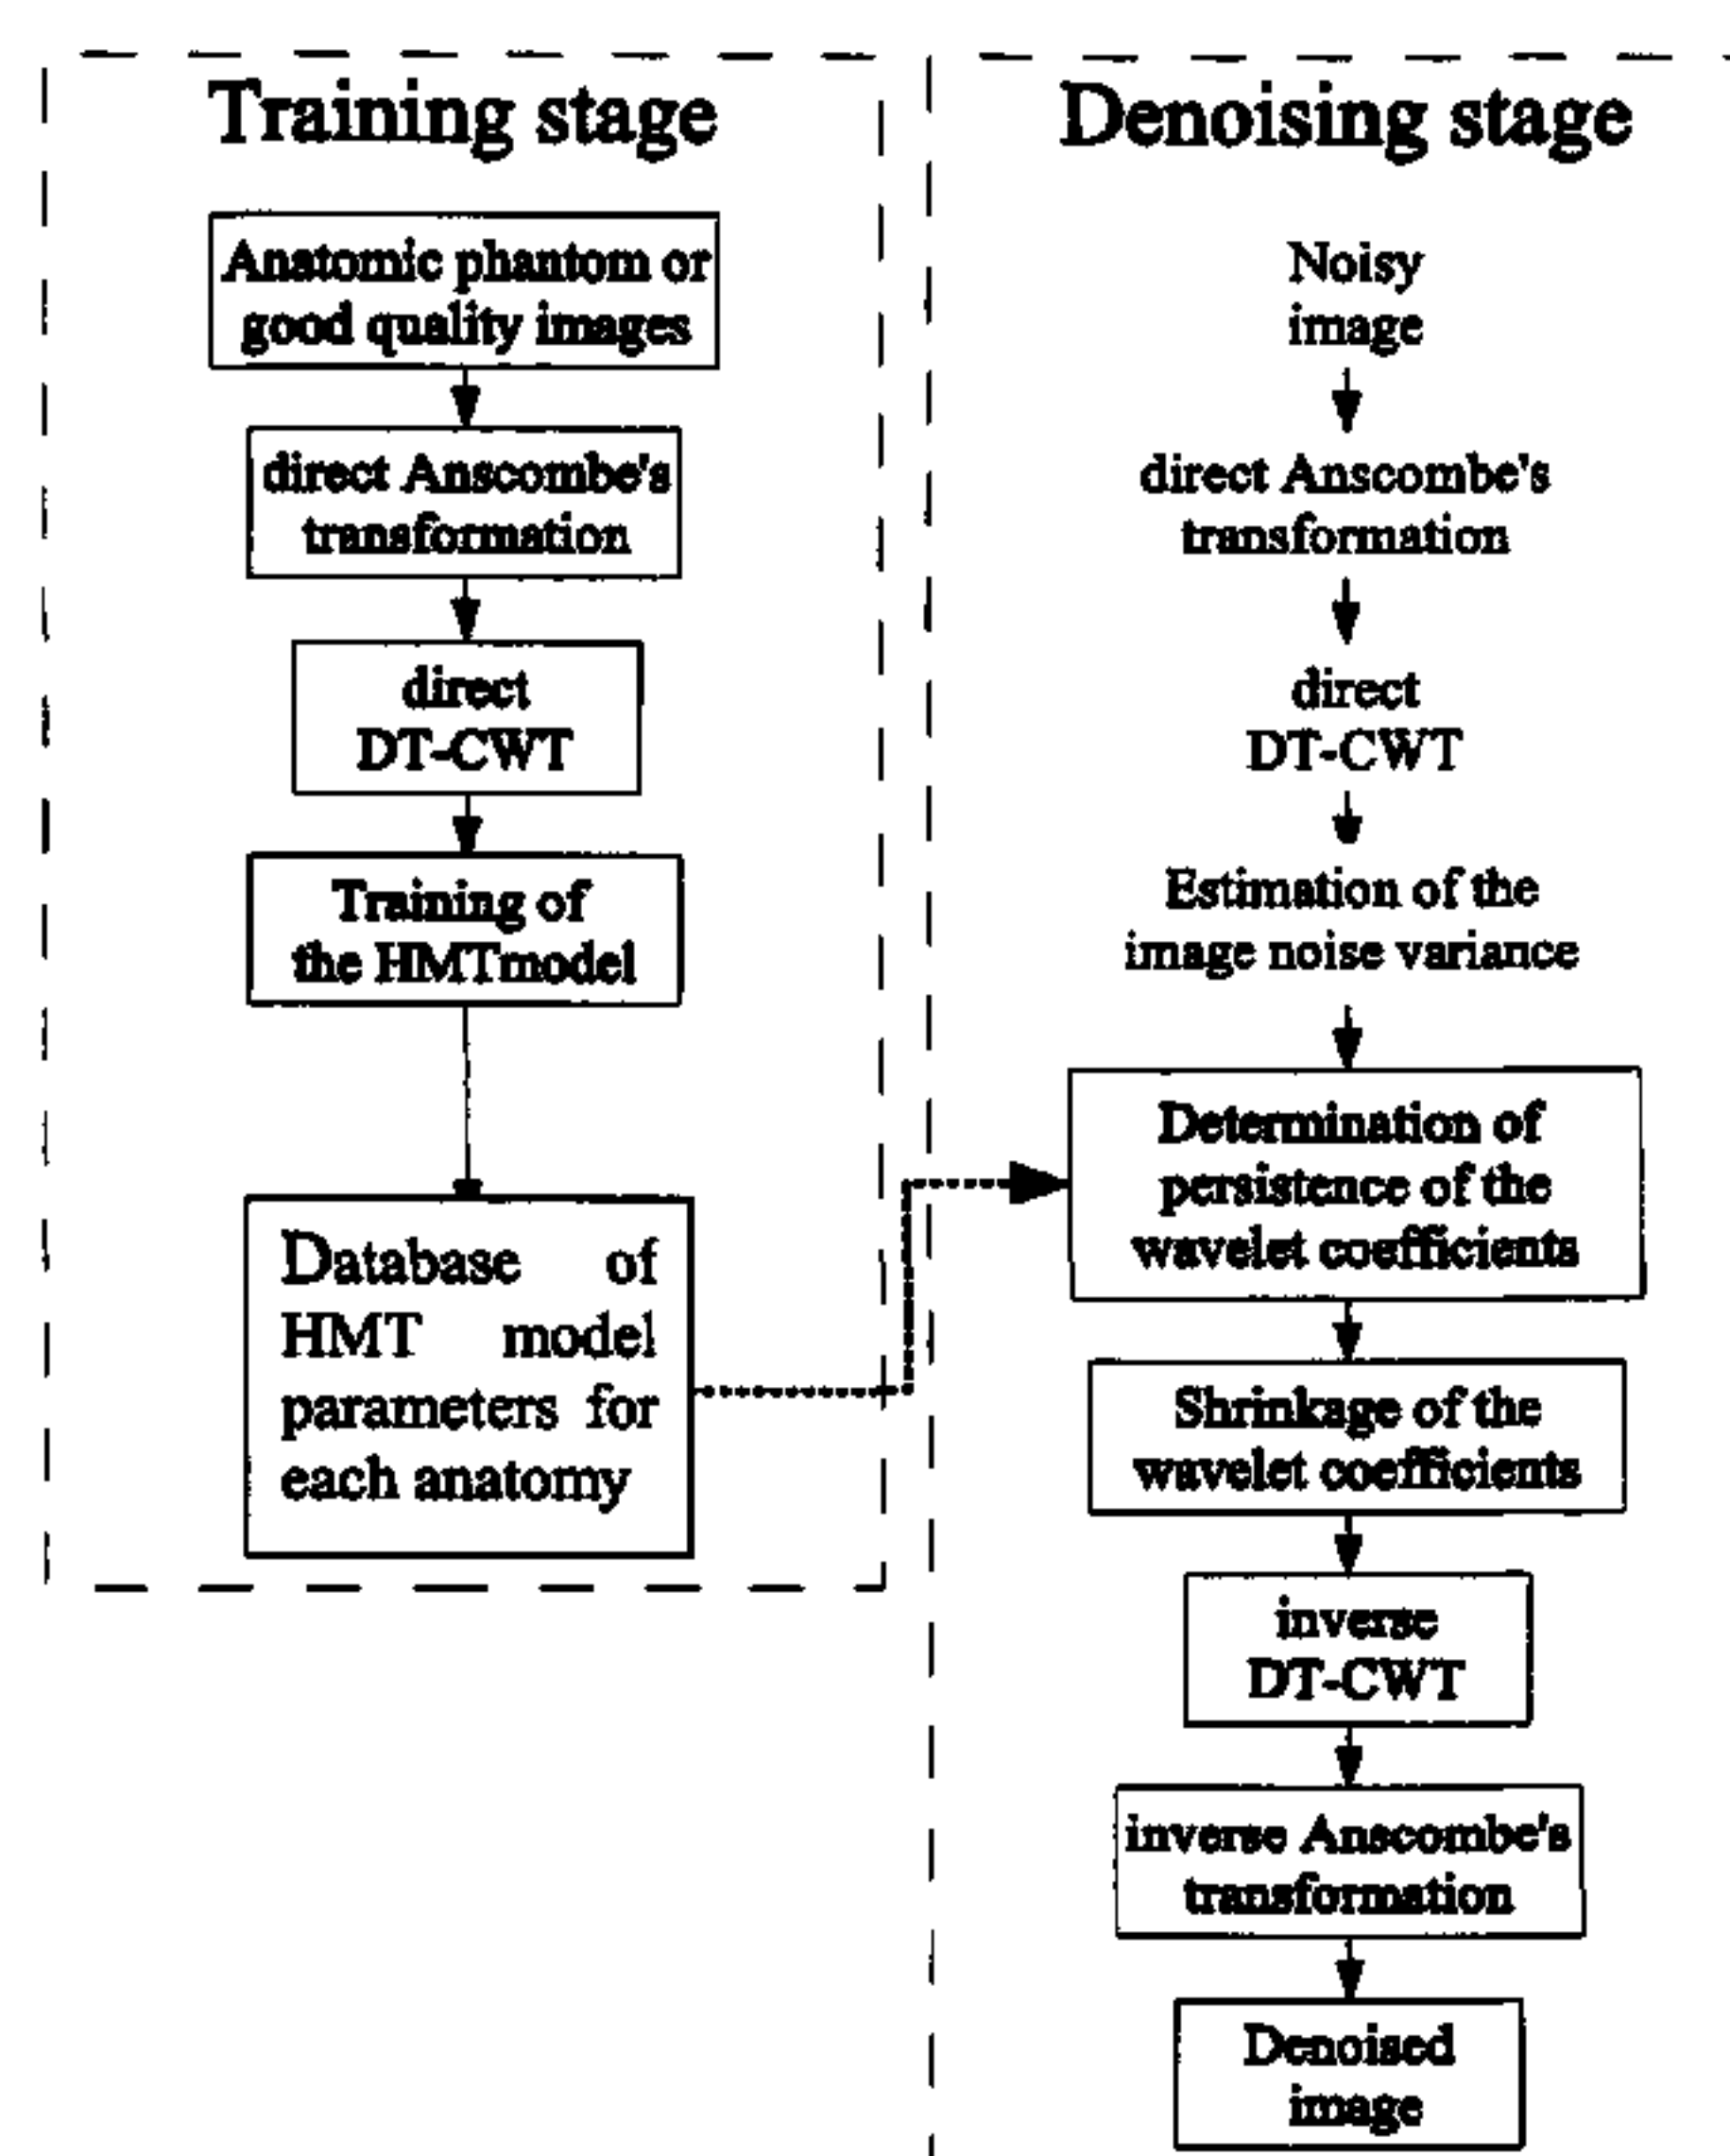 Training stage
Anatomic phantom or
good quality images
direct Anscombe's
transformation
direct
DT-CWT
Training of
the HMTmodel
Database of
HMT model
parameters for
each anatomy
Denoising stage
Noisy
image
direct Anscombe's
transformation
direct
DT-CWT
Estimation of the
image noise variance
Determination of
persistence of the
wavelet coefficients
Shrinkage of the
wavelet coefficients
inverse
DT-CWT
inverse Anscombe's
transformation
Denoised
image